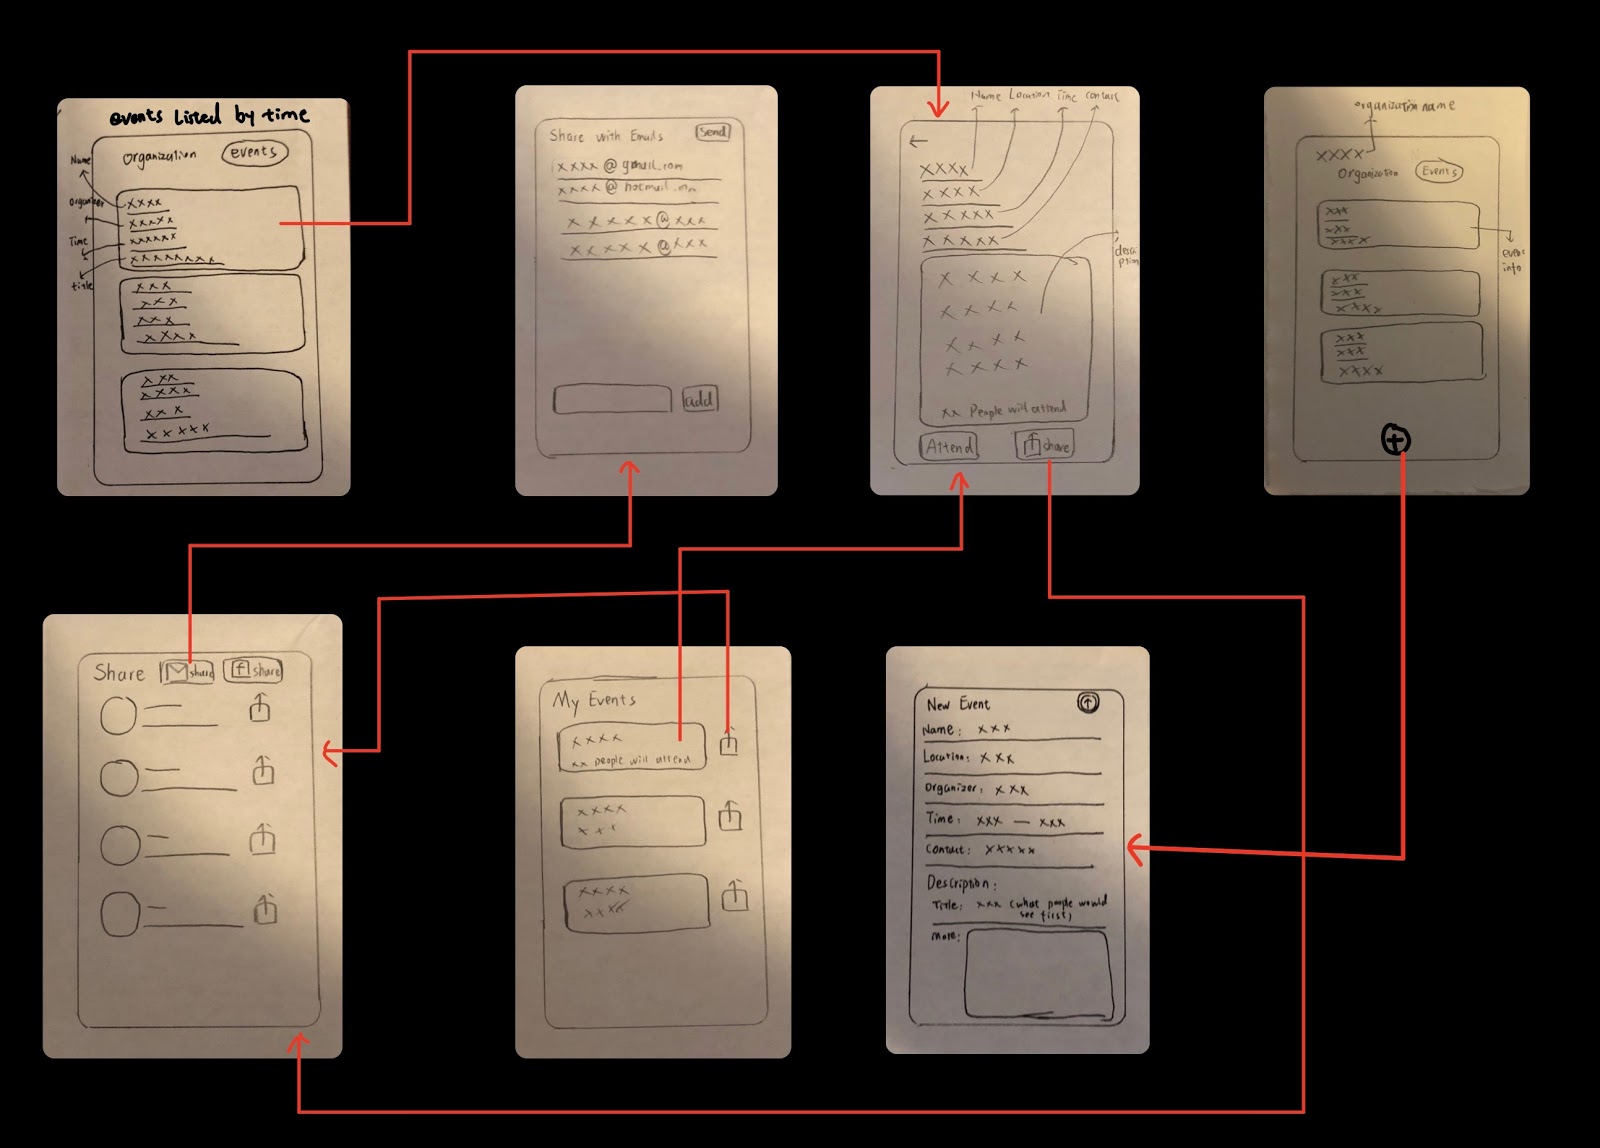 events Listed by time
Organization events
Name
Organizer
Time
title
xxxx
xxxxx
xxxxxx
xxxxxxxxx
xxx
xxx
xxx
xxxx
xxx
xxxx
xxx
xxxxx
Share with Emails Send
xxxx@gmail.com
xxxx@hotmail.com
xxxxx@xxx
xxxxx@xxx
add
Name Location Time Contact
xxxx
xxxx
xxxxx
xxxxx
description
xxxx
xxxx
xxxx
xxxx
xx People will attend
Attend share
organization name
xxxx
Organization Events
xxx
xxx
xxxx
event info
xxx
xxx
xxxx
xxx
xxx
xxxx
Share share f share
My Events
xxxx
xx people will attend
xxxx
xxx
xxxx
xxxx
New Event
Name: xxx
Location: xxx
Organizer: xxx
Time: xxx — xxx
Contact: xxxxx
Description:
Title: xxx (what people would
see first)
More: